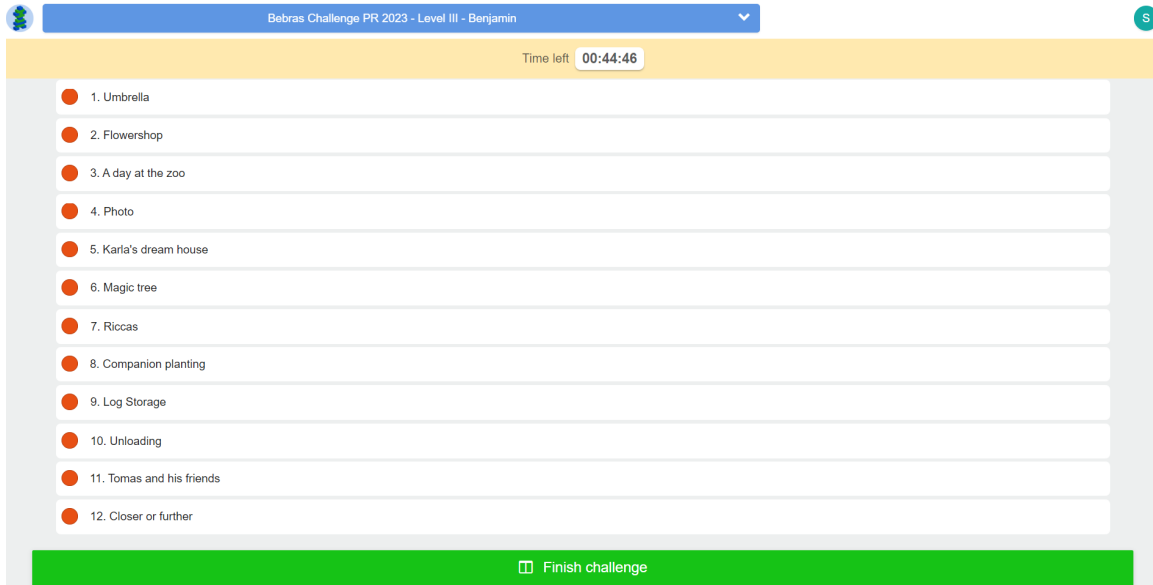 Bebras Challenge PR 2023 - Level III - Benjamin
S
Time left 00:44:46
1. Umbrella
2. Flowershop
3. A day at the zoo
4. Photo
5. Karla's dream house
6. Magic tree
7. Riccas
8. Companion planting
9. Log Storage
10. Unloading
11. Tomas and his friends
12. Closer or further
Finish challenge